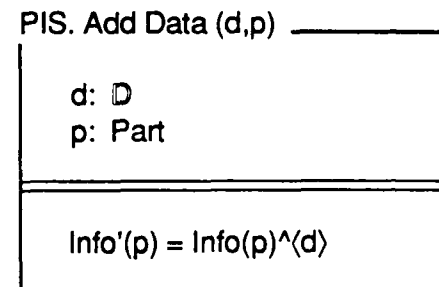 PIS. Add Data (d,p)
d: 𝔻
p: Part
Info'(p) = Info(p)^⟨d⟩